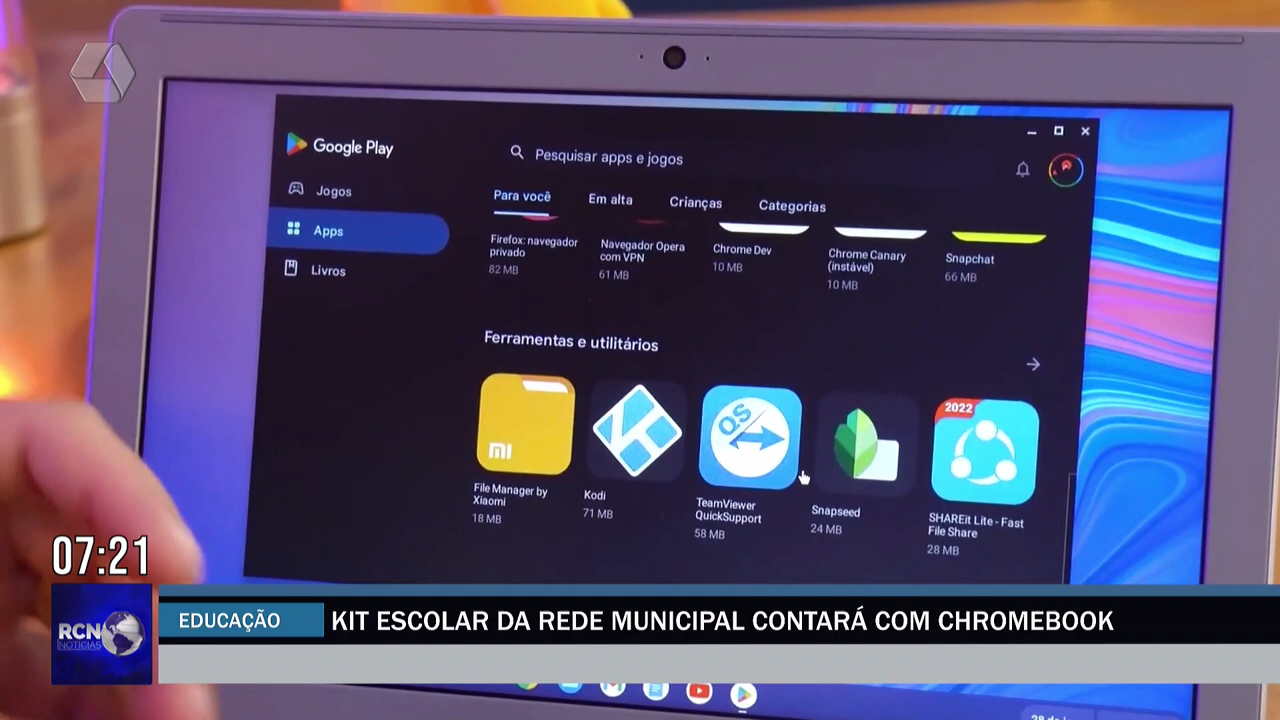 Google Play
Pesquisar apps e jogos
Jogos
Apps
Livros
Para você
Em alta
Crianças
Categorias
Firefox: navegador
privado
82 MB
Navegador Opera
com VPN
61 MB
Chrome Dev
10 MB
Chrome Canary
(instável)
10 MB
Snapchat
66 MB
Ferramentas e utilitários
mi
QS
2022
File Manager by
Xiaomi
18 MB
Kodi
71 MB
TeamViewer
QuickSupport
58 MB
Snapseed
24 MB
SHAREit Lite - Fast
File Share
28 MB
07:21
RCN
NOTÍCIAS
EDUCAÇÃO
KIT ESCOLAR DA REDE MUNICIPAL CONTARÁ COM CHROMEBOOK